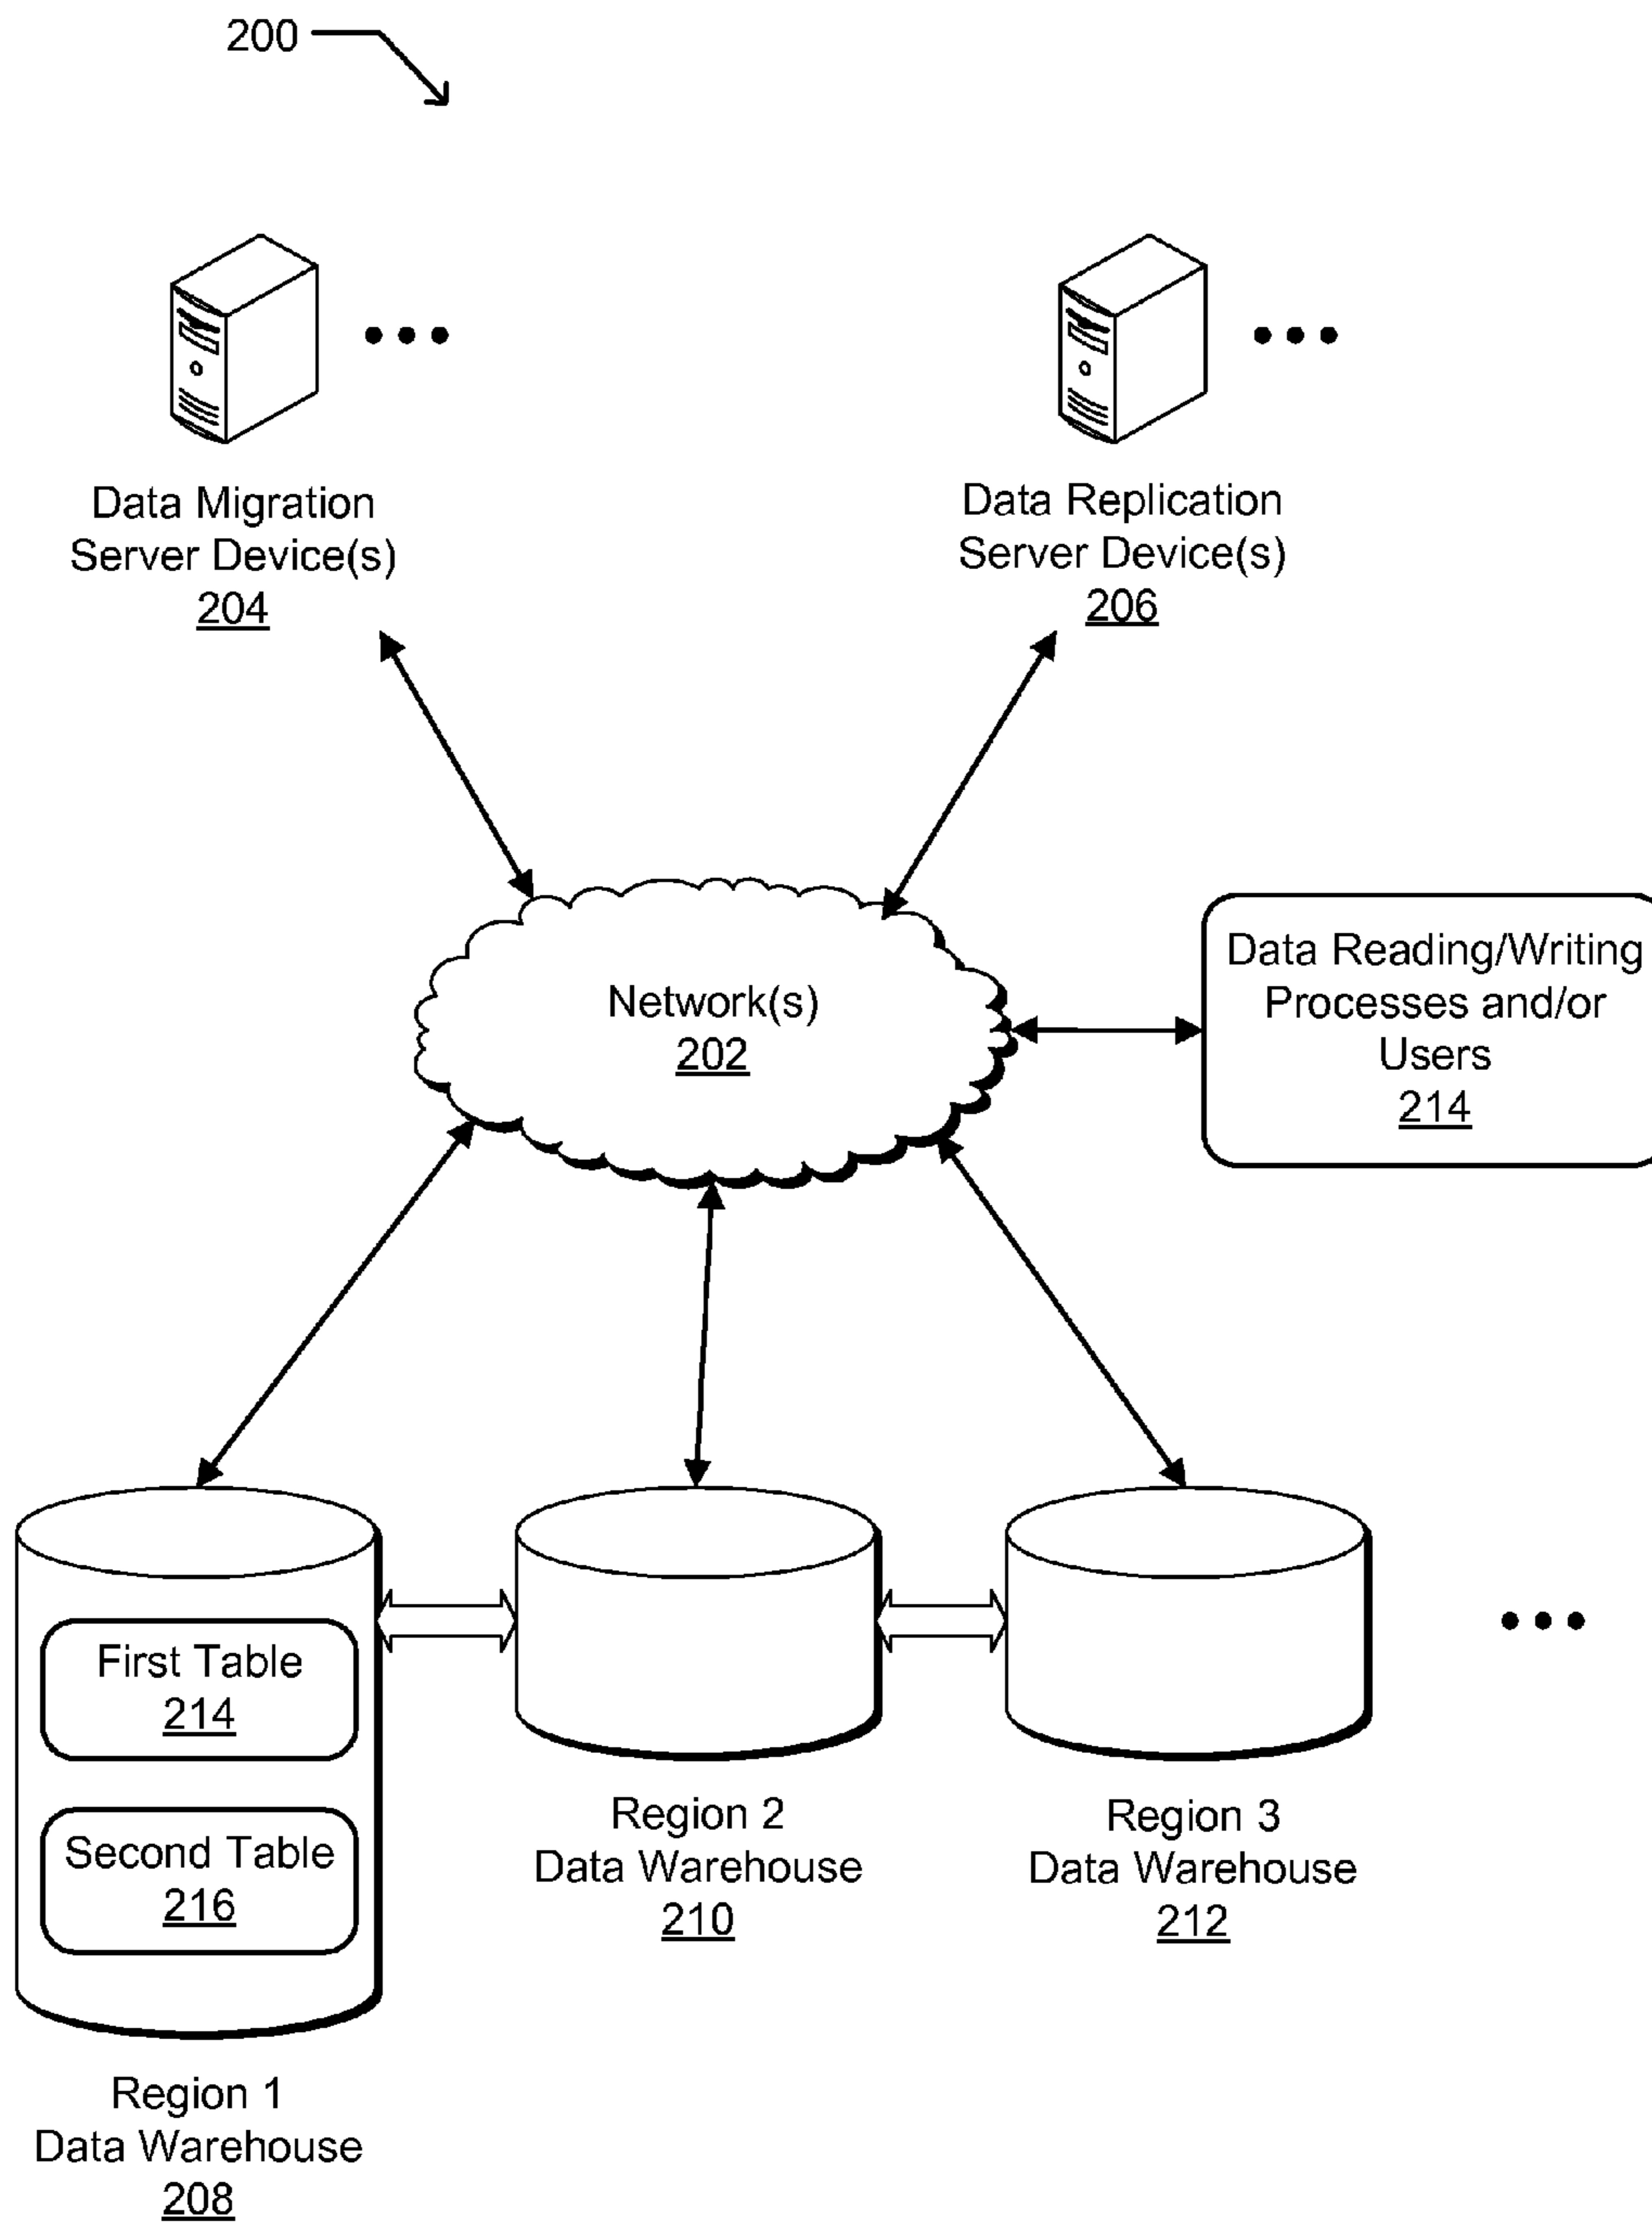 200
Data Migration
Server Device(s)
204
Data Replication
Server Device(s)
206
Network(s)
202
Data Reading/Writing
Processes and/or
Users
214
First Table
214
Second Table
216
Region 1
Data Warehouse
208
Region 2
Data Warehouse
210
Region 3
Data Warehouse
212